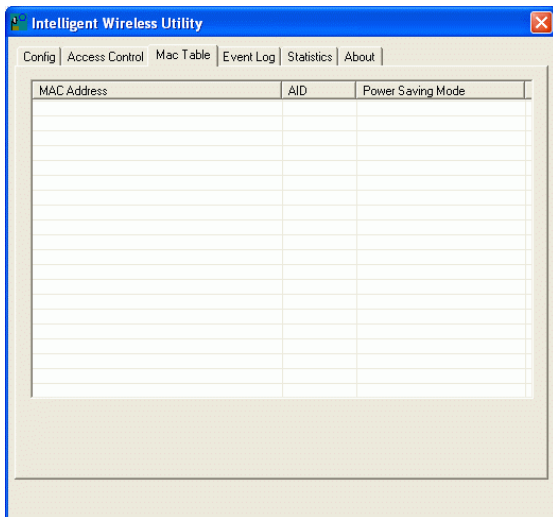 Intelligent Wireless Utility
Config Access Control Mac Table Event Log Statistics About
MAC Address AID Power Saving Mode